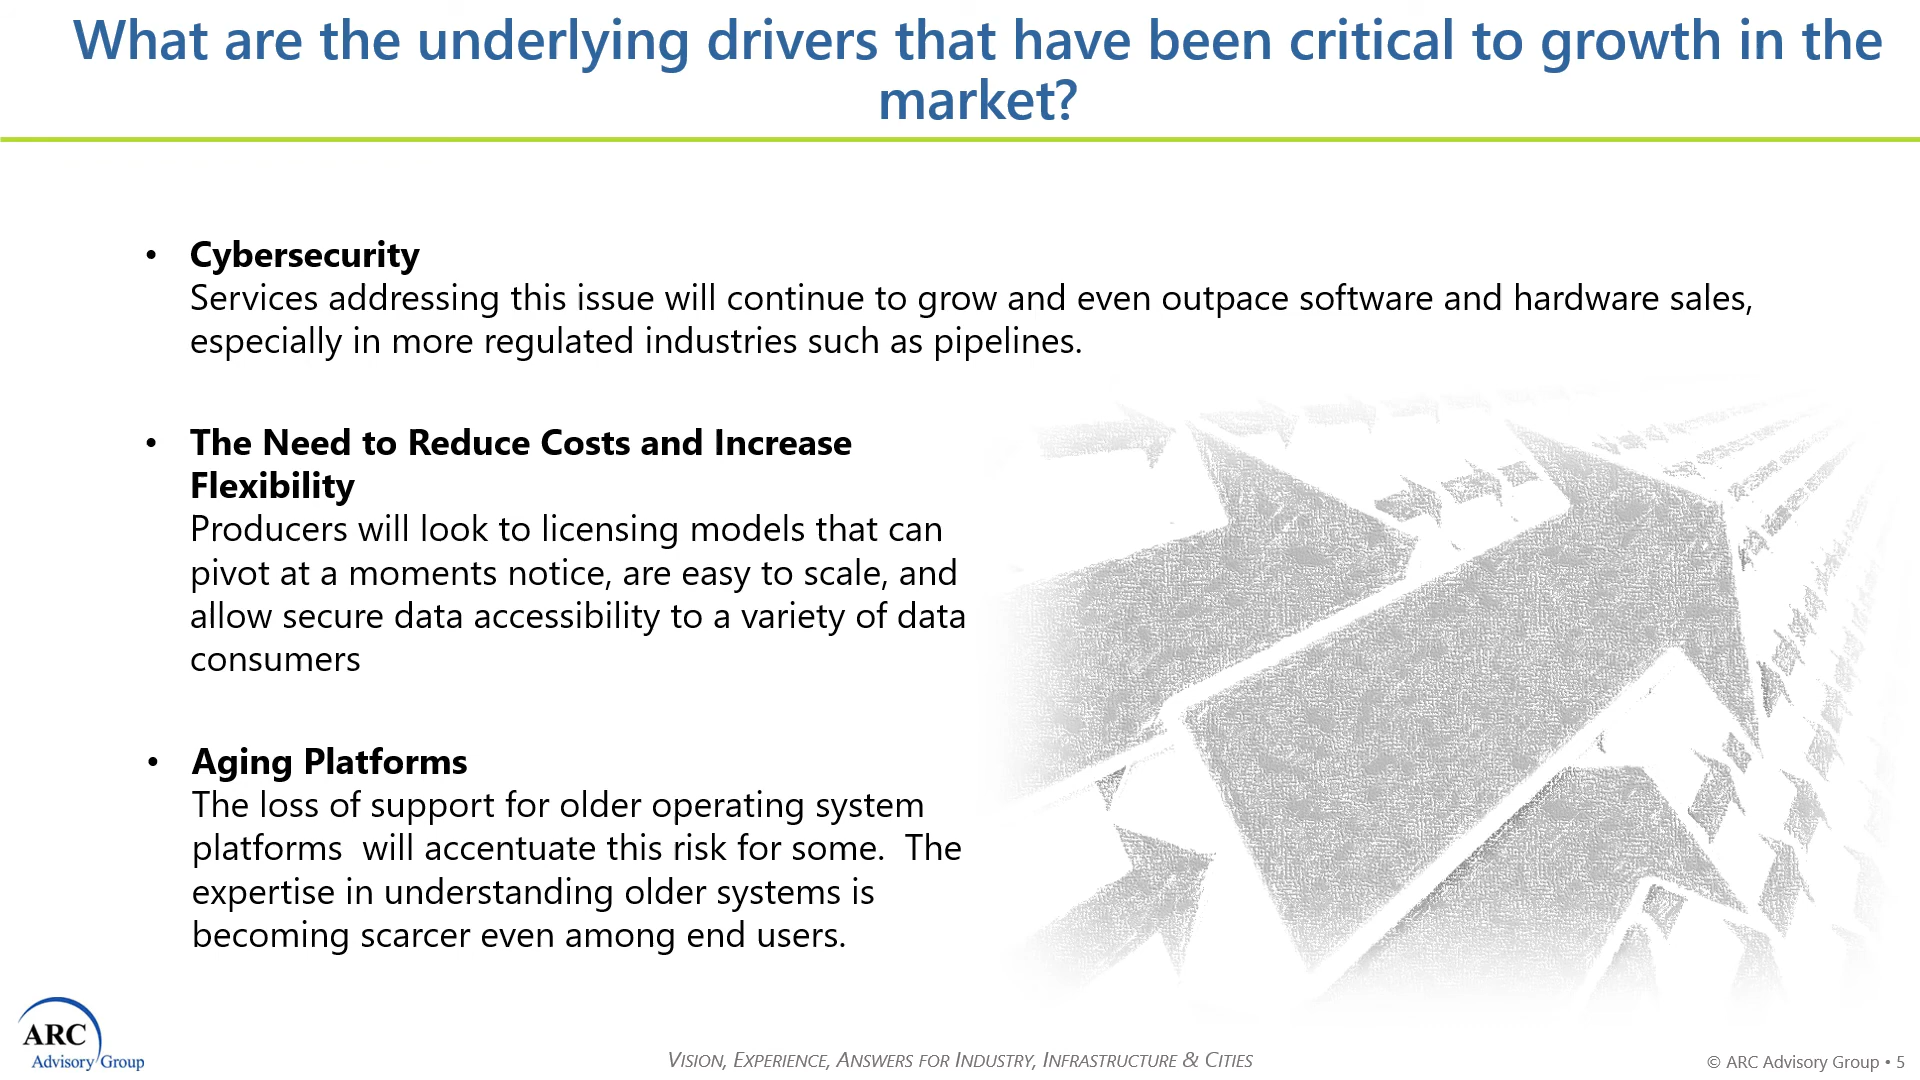 What are the underlying drivers that have been critical to growth in the
market?
• Cybersecurity
Services addressing this issue will continue to grow and even outpace software and hardware sales,
especially in more regulated industries such as pipelines.
• The Need to Reduce Costs and Increase
Flexibility
Producers will look to licensing models that can
pivot at a moments notice, are easy to scale, and
allow secure data accessibility to a variety of data
consumers
• Aging Platforms
The loss of support for older operating system
platforms  will accentuate this risk for some.  The
expertise in understanding older systems is
becoming scarcer even among end users.
ARC
Advisory Group
VISION, EXPERIENCE, ANSWERS FOR INDUSTRY, INFRASTRUCTURE & CITIES
© ARC Advisory Group • 5